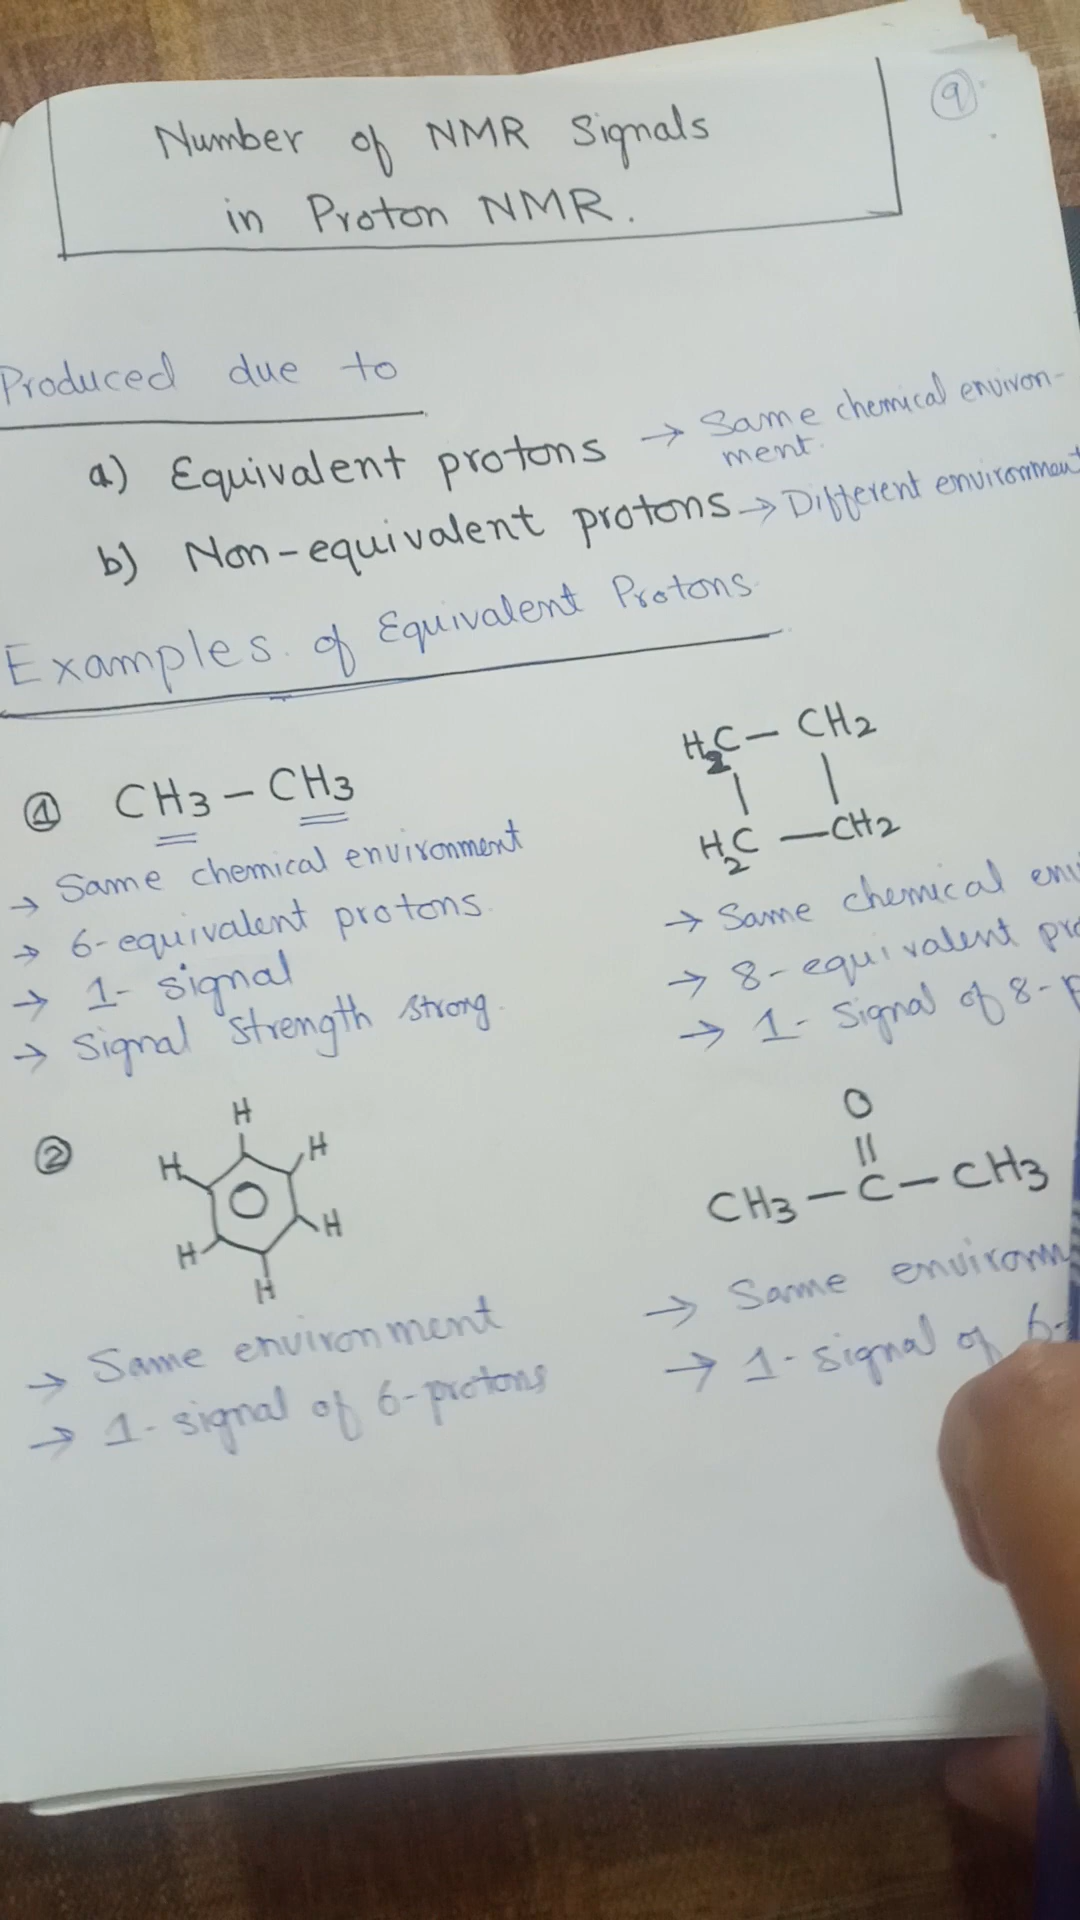 9
Number of NMR Signals
in Proton NMR.
Produced due to
a) Equivalent protons → Same chemical environ-
ment.
b) Non-equivalent protons → Different environment
Examples of Equivalent Protons
① CH3 – CH3
→ Same chemical environment
→ 6-equivalent protons.
→ 1- signal
→ Signal strength strong.
H2C – CH2
H2C – CH2
→ Same chemical
→ 8-equivalent
→ 1- Signal of 8-
②
H
H H
H H
H
→ Same environment
→ 1-signal of 6-protons
O
CH3 – C – CH3
→ Same
→ 1-signal of 6-